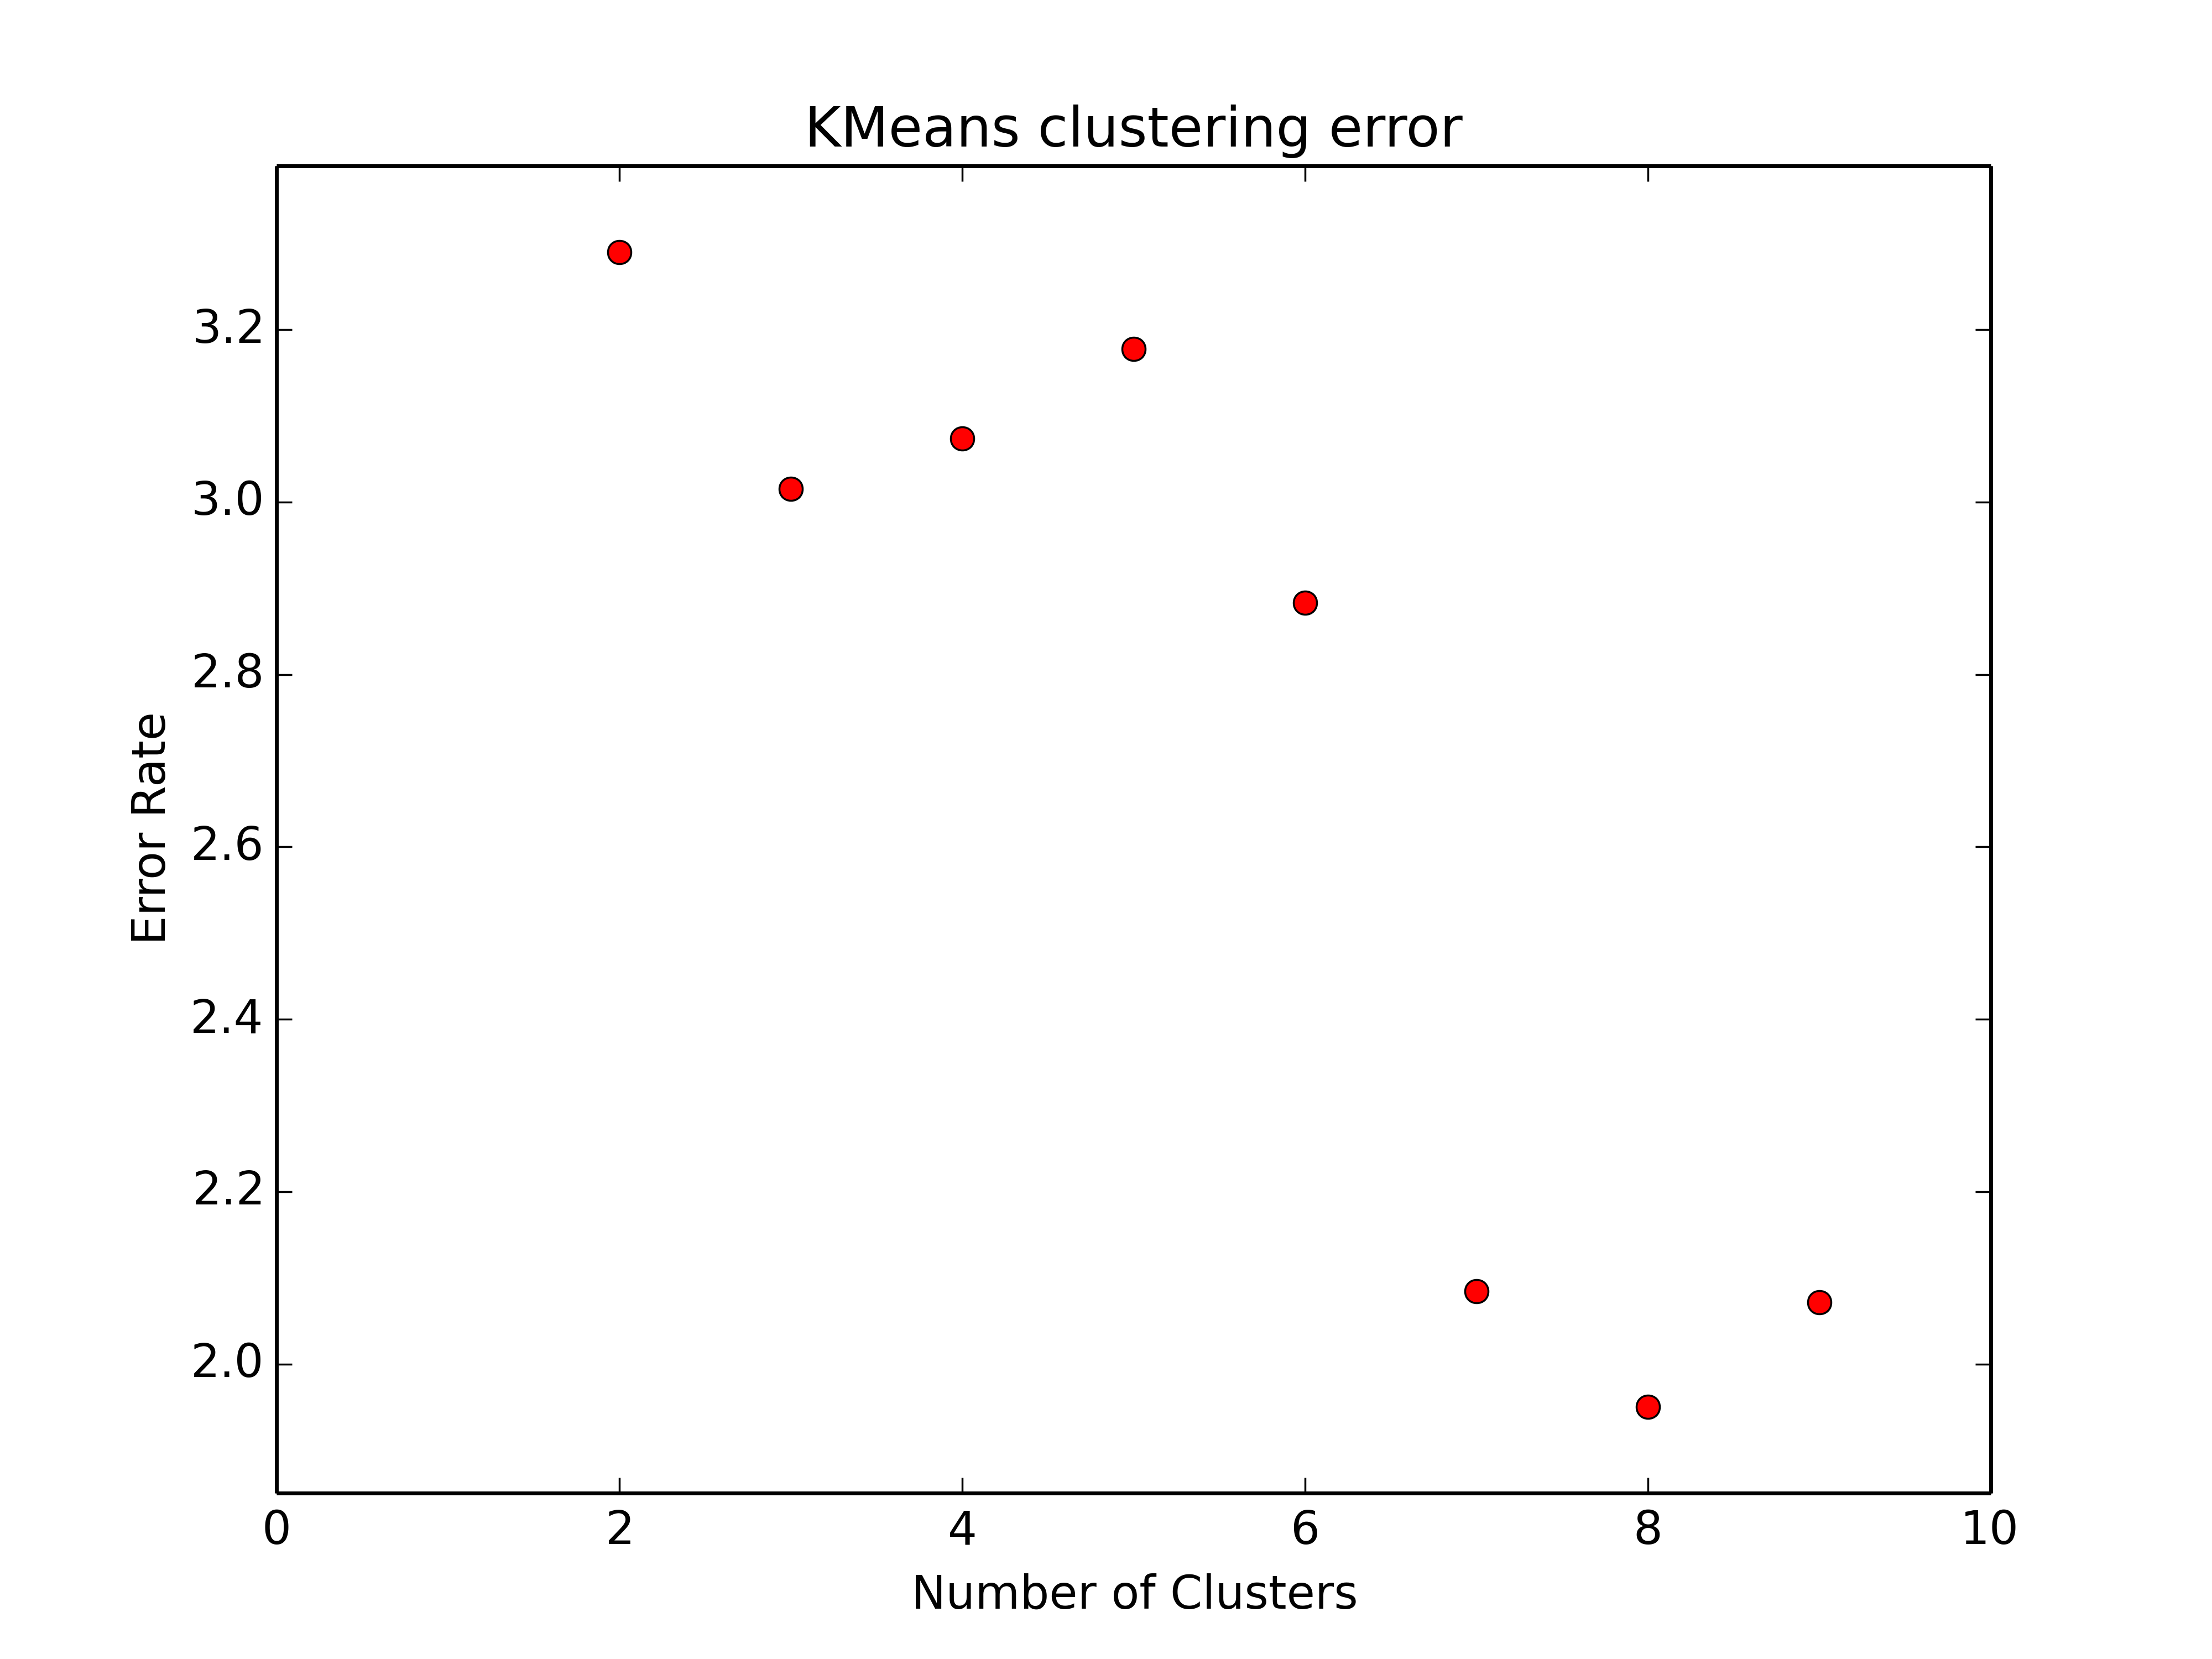 KMeans clustering error
3.2
3.0
2.8
2.6
2.4
2.2
2.0
Error Rate
0 2 4 6 8 10
Number of Clusters